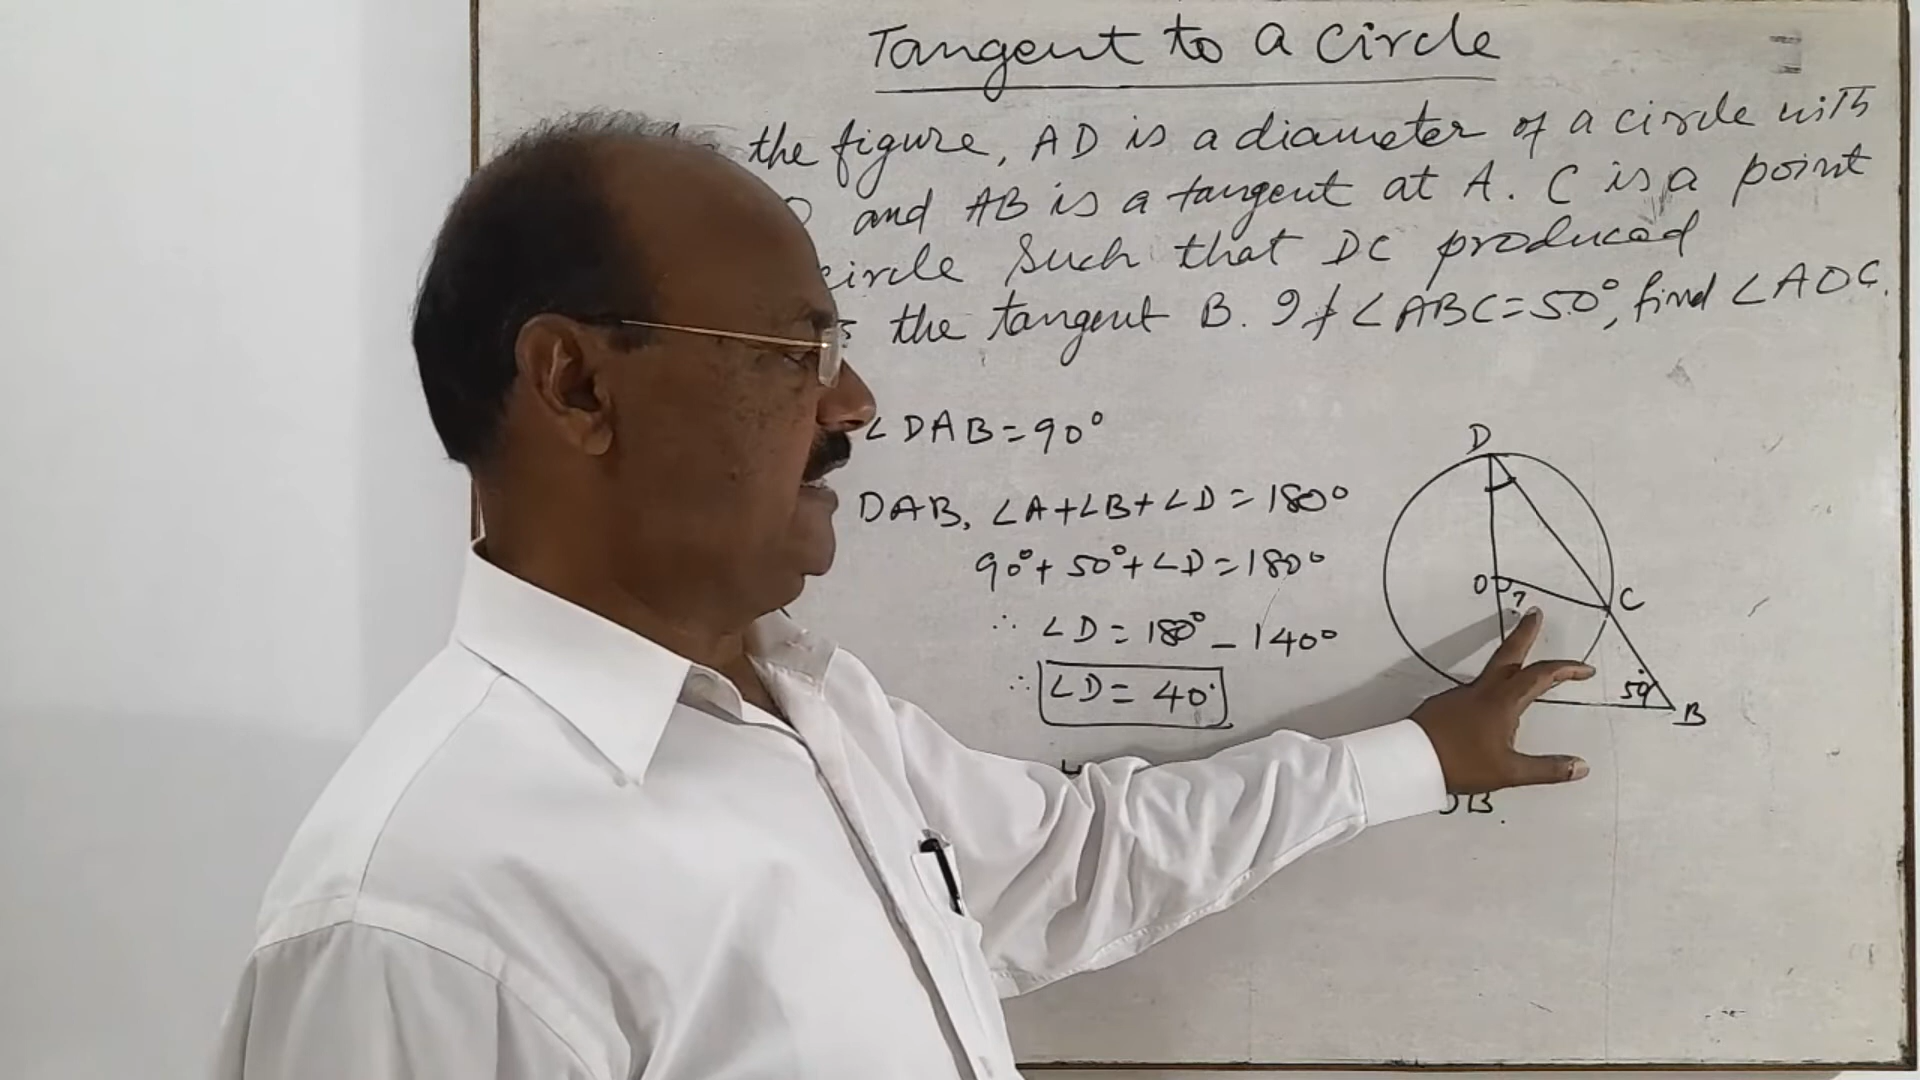 Tangent to a circle
the figure, AD is a diameter of a circle with
and AB is a tangent at A. C is a point
circle such that DC produced
the tangent B. If ∠ABC=50°, find ∠AOC.
∠DAB=90°
DAB, ∠A+∠B+∠D=180°
90°+50°+∠D=180°
∴ ∠D=180°-140°
∴ ∠D=40°
D
O
?
C
50°
B
B.